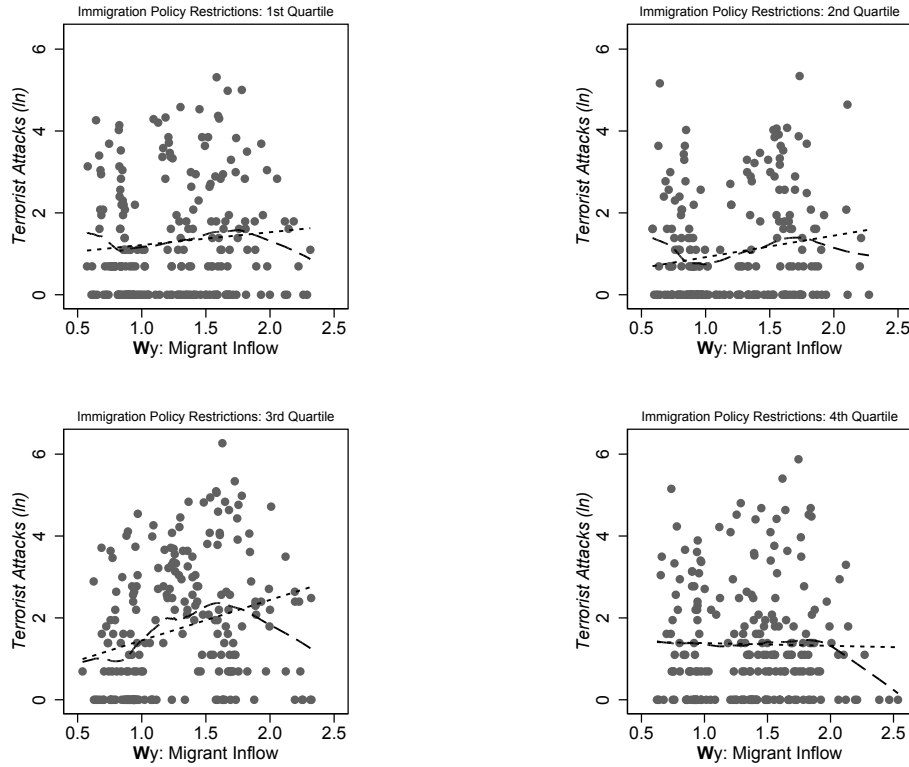 Immigration Policy Restrictions: 1st Quartile
Terrorist Attacks (ln)
6
4
2
0
0.5 1.0 1.5 2.0 2.5
Wy: Migrant Inflow
Immigration Policy Restrictions: 2nd Quartile
Terrorist Attacks (ln)
6
4
2
0
0.5 1.0 1.5 2.0 2.5
Wy: Migrant Inflow
Immigration Policy Restrictions: 3rd Quartile
Terrorist Attacks (ln)
6
4
2
0
0.5 1.0 1.5 2.0 2.5
Wy: Migrant Inflow
Immigration Policy Restrictions: 4th Quartile
Terrorist Attacks (ln)
6
4
2
0
0.5 1.0 1.5 2.0 2.5
Wy: Migrant Inflow